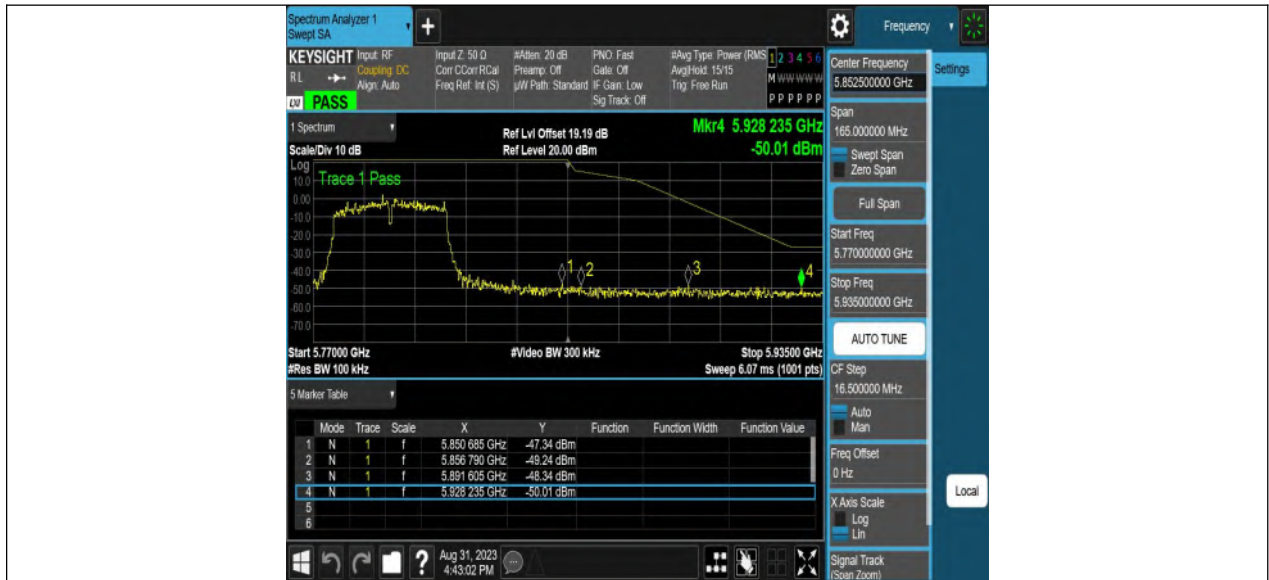 Spectrum Analyzer 1
Swept SA
+
Frequency
KEYSIGHT Input: RF Input Z: 50 Ω #Atten: 20 dB PNO: Fast #Avg Type: Power (RMS 1 2 3 4 5 6
RL Coupling: DC Corr CCorr RCal Preamp: Off Gate: Off Avg|Hold: 15/15 M W W W W W
Align: Auto Freq Ref: Int (S) µW Path: Standard IF Gain: Low Trig: Free Run
LXI PASS Sig Track: Off P P P P P P
1 Spectrum
Ref Lvl Offset 19.19 dB
Mkr4 5.928 235 GHz
Scale/Div 10 dB
Ref Level 20.00 dBm
-50.01 dBm
Log
Trace 1 Pass
10.0
0.00
-10.0
-20.0
-30.0
-40.0
-50.0
-60.0
-70.0
1 2 3 4
Start 5.77000 GHz #Video BW 300 kHz Stop 5.93500 GHz
#Res BW 100 kHz Sweep 6.07 ms (1001 pts)
5 Marker Table
Mode Trace Scale X Y Function Function Width Function Value
1 N 1 f 5.850 685 GHz -47.34 dBm
2 N 1 f 5.856 790 GHz -49.24 dBm
3 N 1 f 5.891 605 GHz -48.34 dBm
4 N 1 f 5.928 235 GHz -50.01 dBm
5
6
?
Aug 31, 2023
4:43:02 PM
Center Frequency
5.852500000 GHz
Settings
Span
165.000000 MHz
Swept Span
Zero Span
Full Span
Start Freq
5.770000000 GHz
Stop Freq
5.935000000 GHz
AUTO TUNE
CF Step
16.500000 MHz
Auto
Man
Freq Offset
0 Hz
X Axis Scale
Log
Lin
Local
Signal Track
(Span Zoom)